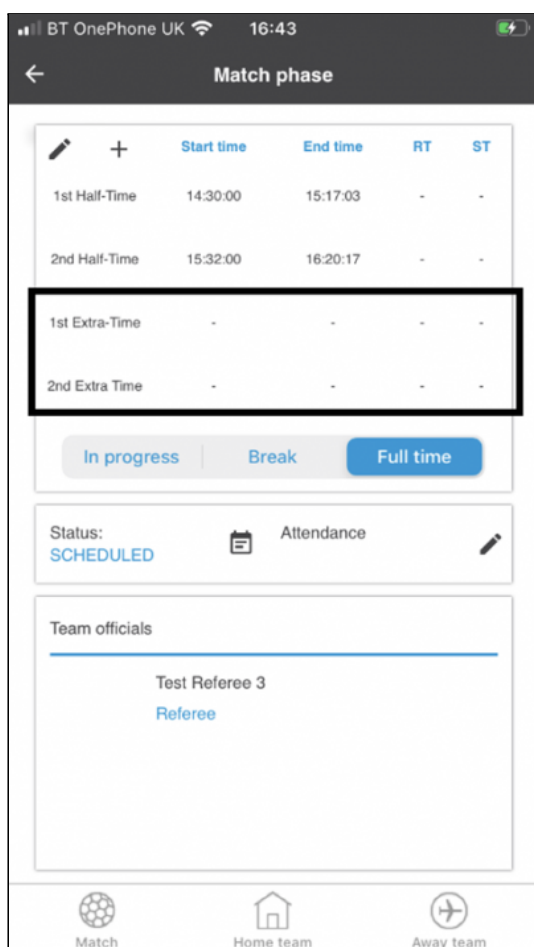 BT OnePhone UK 16:43
Match phase
Start time End time RT ST
1st Half-Time 14:30:00 15:17:03 - -
2nd Half-Time 15:32:00 16:20:17 - -
1st Extra-Time - - - -
2nd Extra Time - - - -
In progress Break Full time
Status: Attendance
SCHEDULED
Team officials
Test Referee 3
Referee
Match Home team Away team